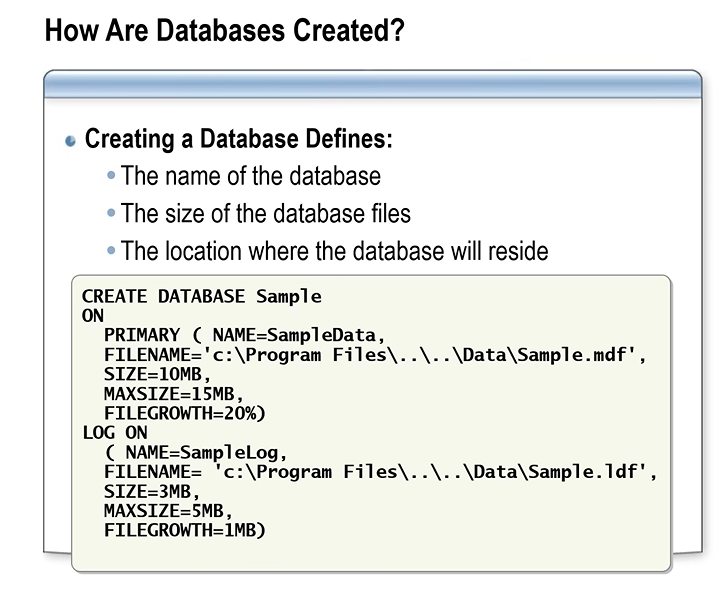 How Are Databases Created?
Creating a Database Defines:
The name of the database
The size of the database files
The location where the database will reside
CREATE DATABASE Sample
ON
PRIMARY ( NAME=SampleData,
FILENAME='c:\Program Files\..\..\Data\Sample.mdf',
SIZE=10MB,
MAXSIZE=15MB,
FILEGROWTH=20%)
LOG ON
( NAME=SampleLog,
FILENAME= 'c:\Program Files\..\..\Data\Sample.ldf',
SIZE=3MB,
MAXSIZE=5MB,
FILEGROWTH=1MB)